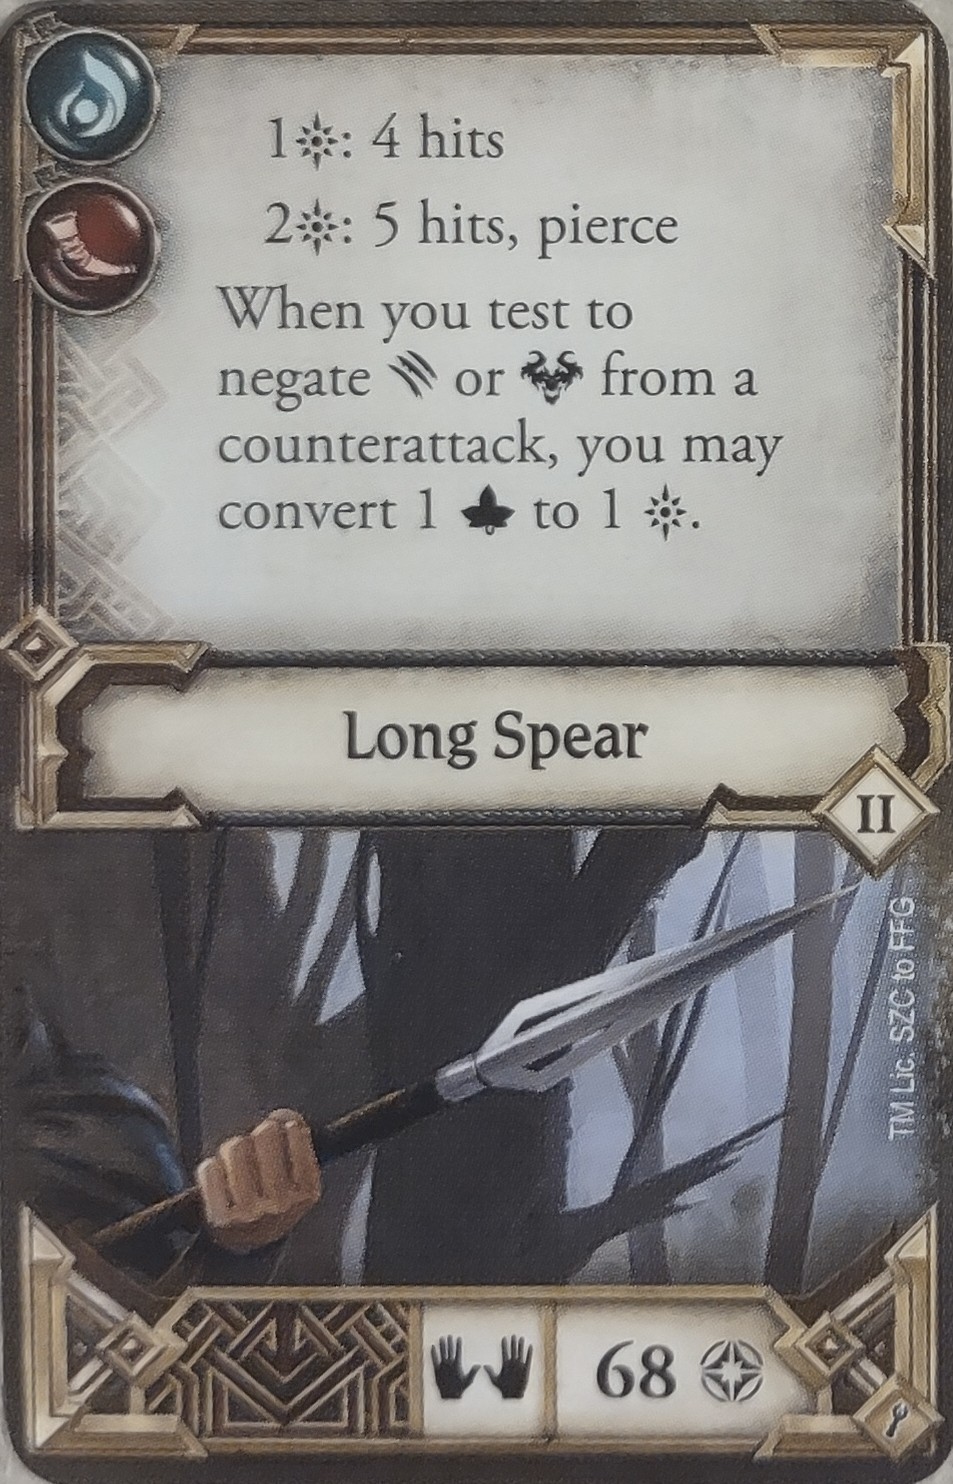 1: 4 hits
2: 5 hits, pierce
When you test to
negate or from a
counterattack, you may
convert 1 to 1 .
Long Spear
II
TM Lic. SZC to FFG
68